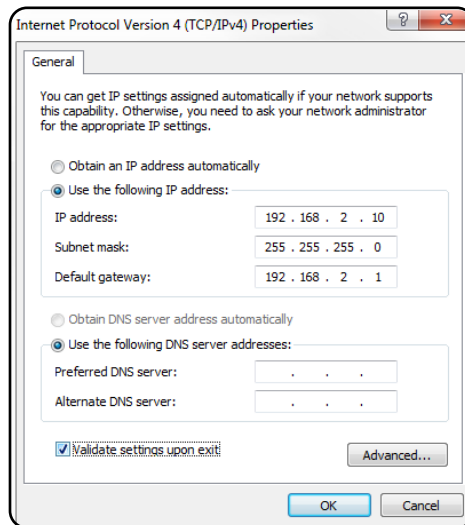 Internet Protocol Version 4 (TCP/IPv4) Properties
?
General
You can get IP settings assigned automatically if your network supports
this capability. Otherwise, you need to ask your network administrator
for the appropriate IP settings.
Obtain an IP address automatically
Use the following IP address:
IP address: 192 . 168 . 2 . 10
Subnet mask: 255 . 255 . 255 . 0
Default gateway: 192 . 168 . 2 . 1
Obtain DNS server address automatically
Use the following DNS server addresses:
Preferred DNS server: . . .
Alternate DNS server: . . .
Validate settings upon exit
Advanced...
OK Cancel